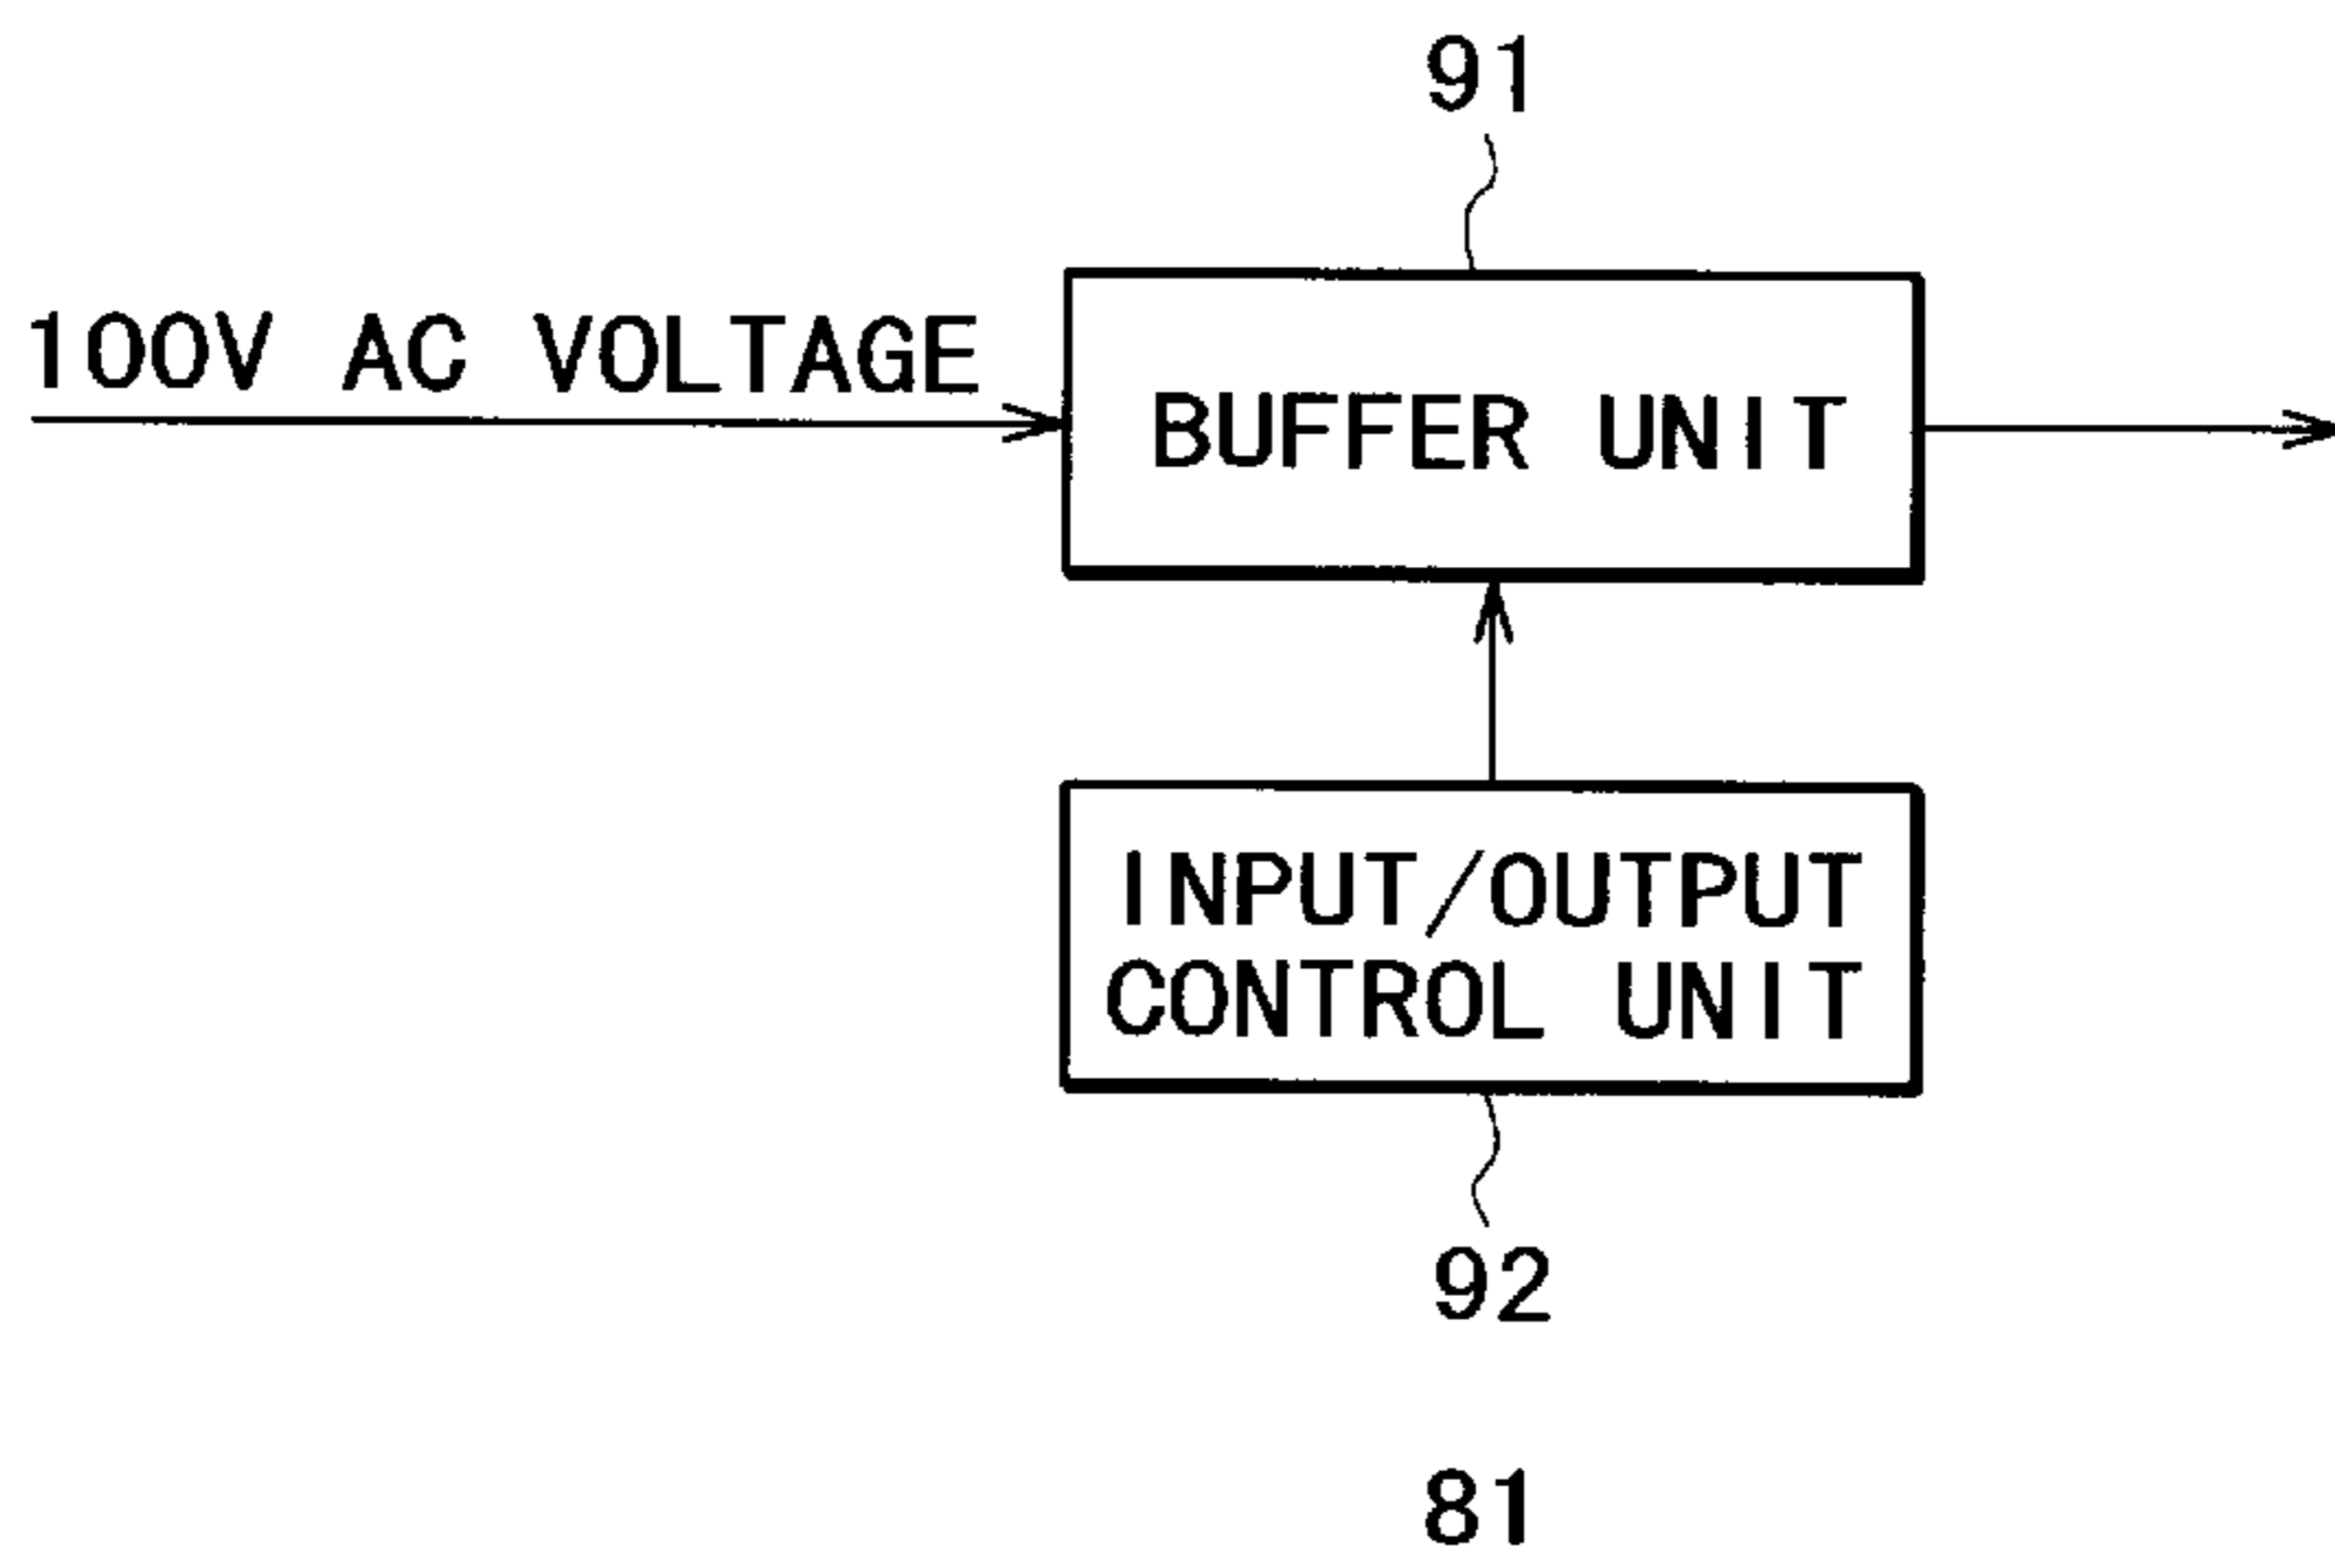 91
100V AC VOLTAGE
BUFFER UNIT
INPUT/OUTPUT
CONTROL UNIT
92
81